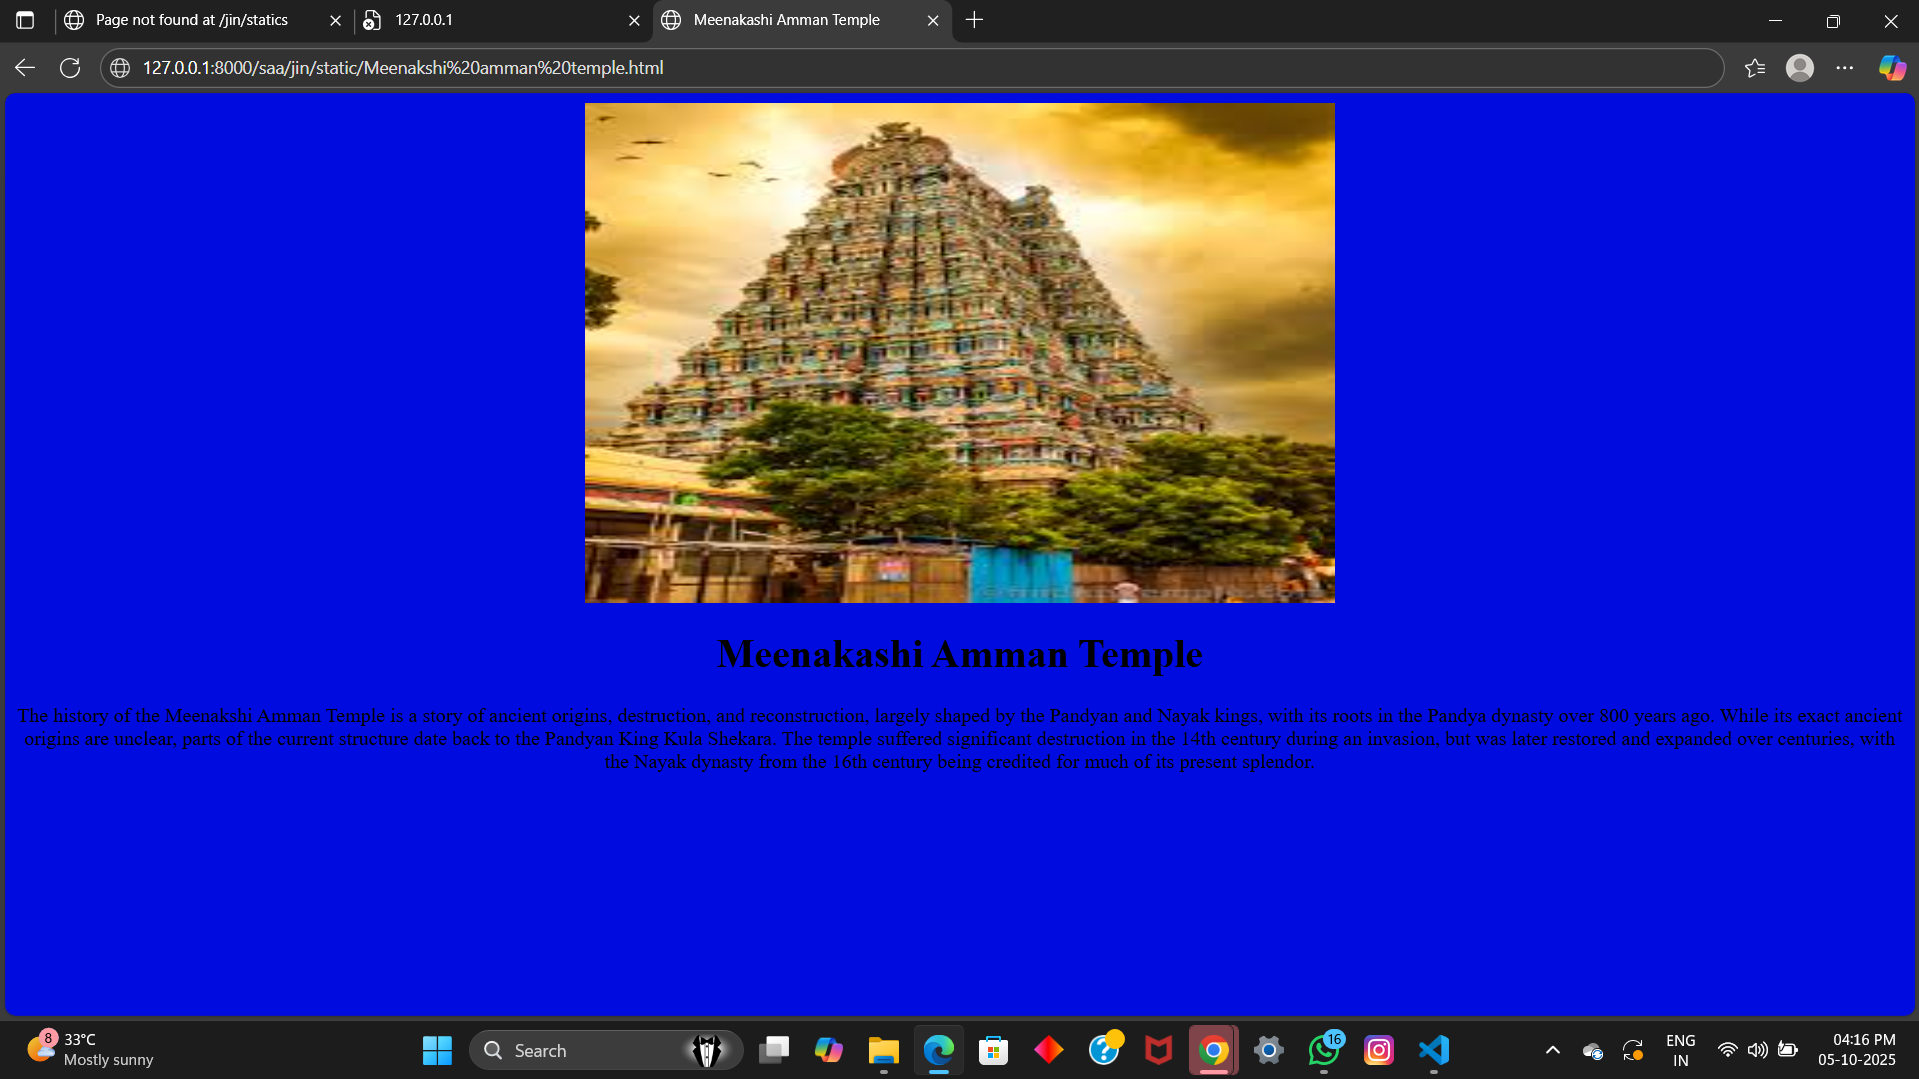 Page not found at /jin/statics
127.0.0.1
Meenakashi Amman Temple
127.0.0.1:8000/saa/jin/static/Meenakshi%20amman%20temple.html
Meenakashi Amman Temple
The history of the Meenakshi Amman Temple is a story of ancient origins, destruction, and reconstruction, largely shaped by the Pandyan and Nayak kings, with its roots in the Pandya dynasty over 800 years ago. While its exact ancient
origins are unclear, parts of the current structure date back to the Pandyan King Kula Shekara. The temple suffered significant destruction in the 14th century during an invasion, but was later restored and expanded over centuries, with
the Nayak dynasty from the 16th century being credited for much of its present splendor.
8
33°C
Mostly sunny
Search
16
ENG
IN
04:16 PM
05-10-2025